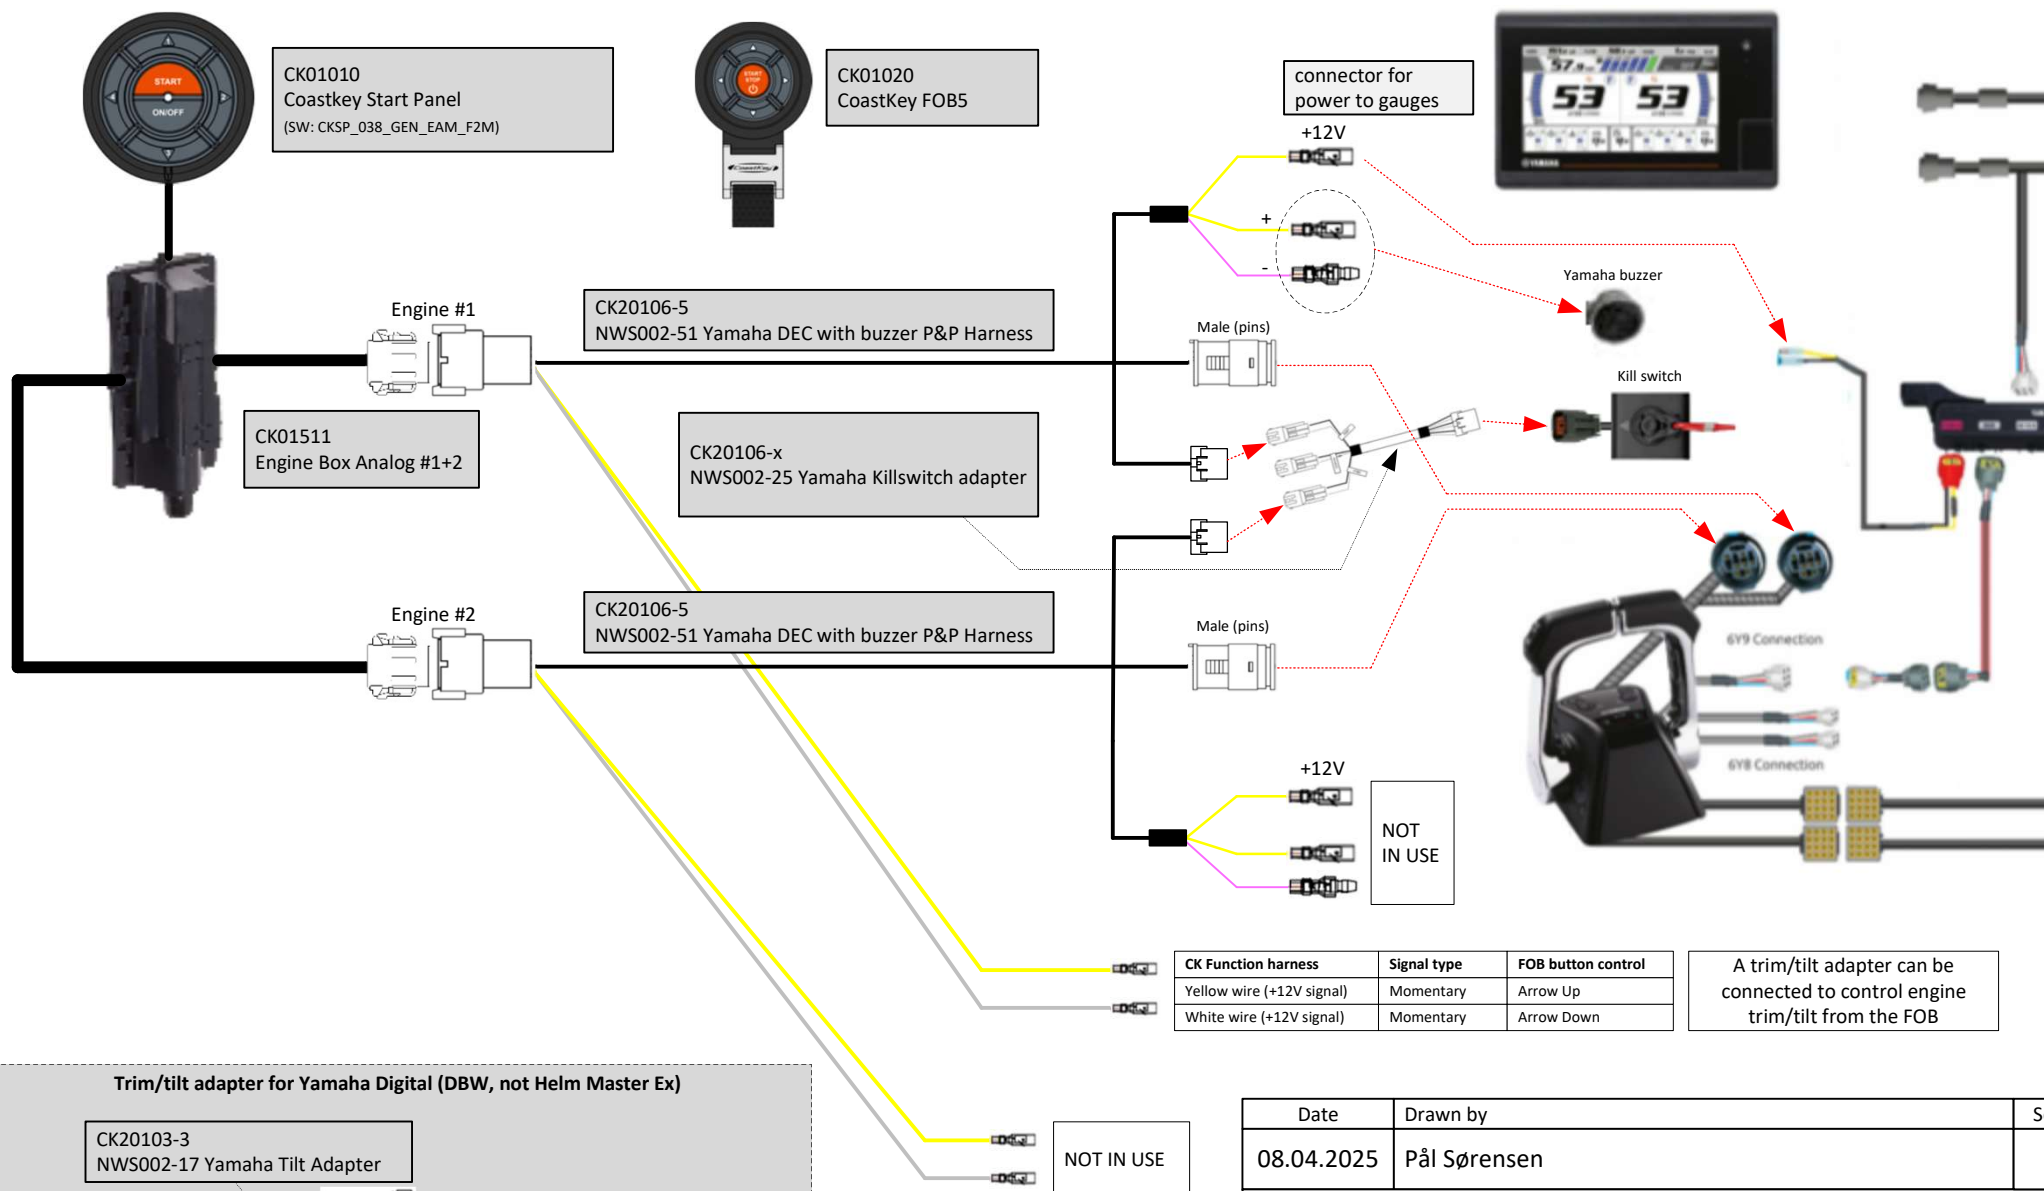 START
ON/OFF
CK01010
Coastkey Start Panel
(SW: CKSP_038_GEN_EAM_F2M)
START
STOP
CoastKey
CK01020
CoastKey FOB5
connector for
power to gauges
+12V
+
-
53
53
YAMAHA
Yamaha buzzer
Engine #1
CK20106-5
NWS002-51 Yamaha DEC with buzzer P&P Harness
Male (pins)
Kill switch
CK01511
Engine Box Analog #1+2
CK20106-x
NWS002-25 Yamaha Killswitch adapter
Engine #2
CK20106-5
NWS002-51 Yamaha DEC with buzzer P&P Harness
Male (pins)
6Y9 Connection
6Y8 Connection
+12V
NOT
IN USE
CK Function harness Signal type FOB button control
Yellow wire (+12V signal) Momentary Arrow Up
White wire (+12V signal) Momentary Arrow Down
A trim/tilt adapter can be
connected to control engine
trim/tilt from the FOB
Trim/tilt adapter for Yamaha Digital (DBW, not Helm Master Ex)
CK20103-3
NWS002-17 Yamaha Tilt Adapter
NOT IN USE
Date Drawn by S
08.04.2025 Pål Sørensen